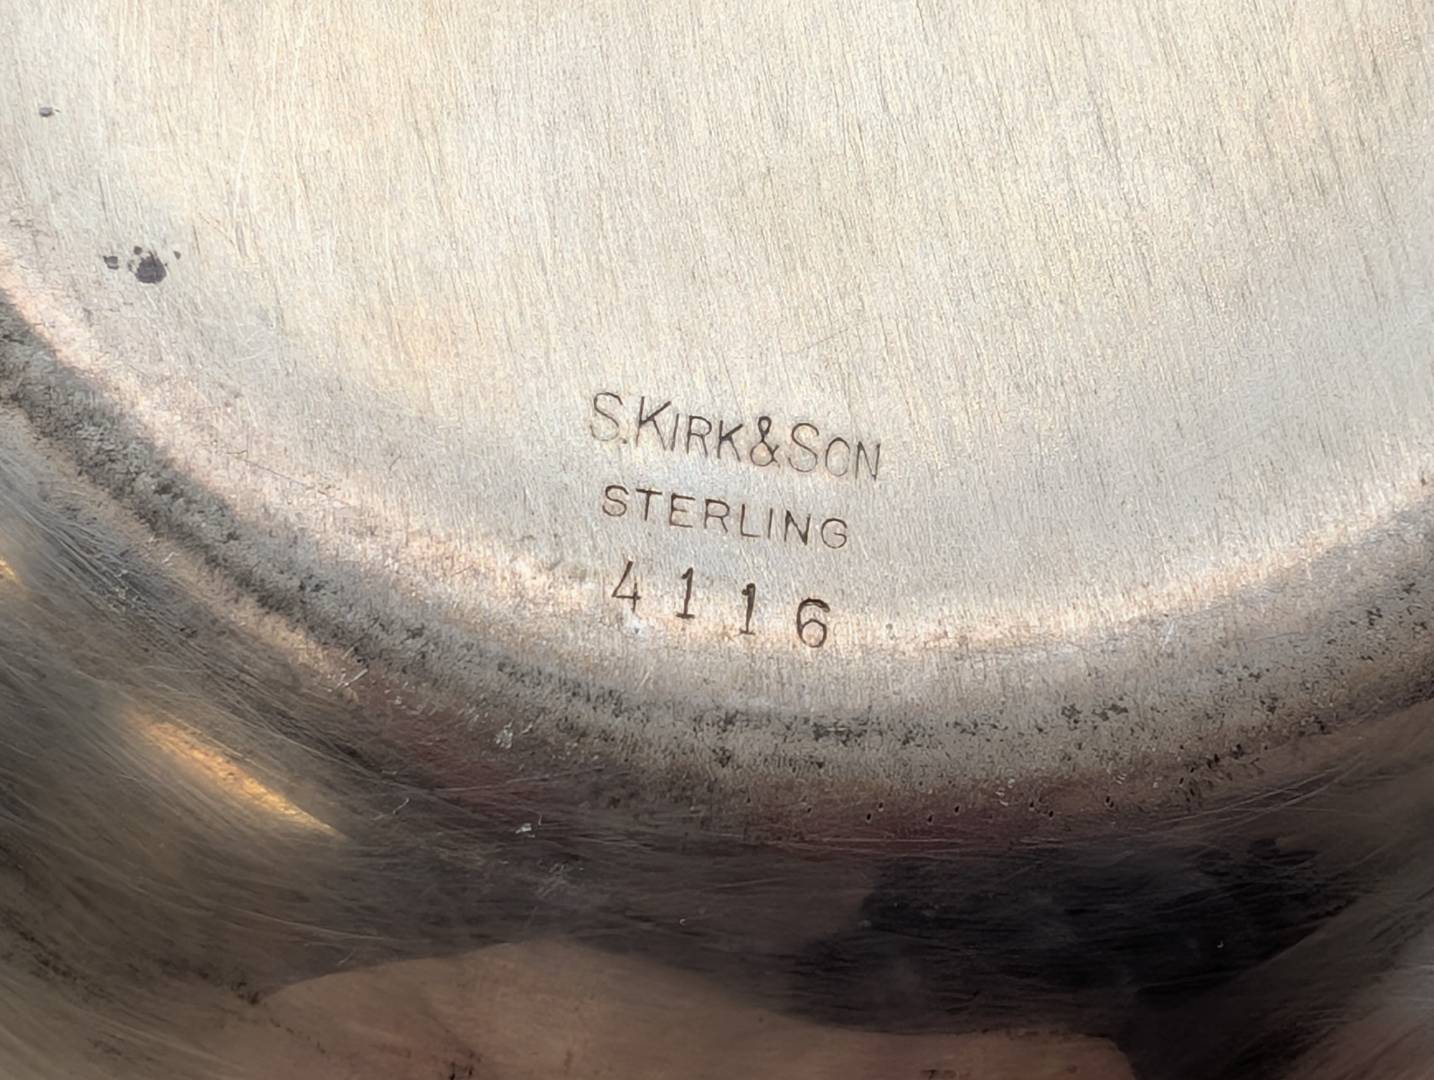 S. KIRK & SON
STERLING
4116